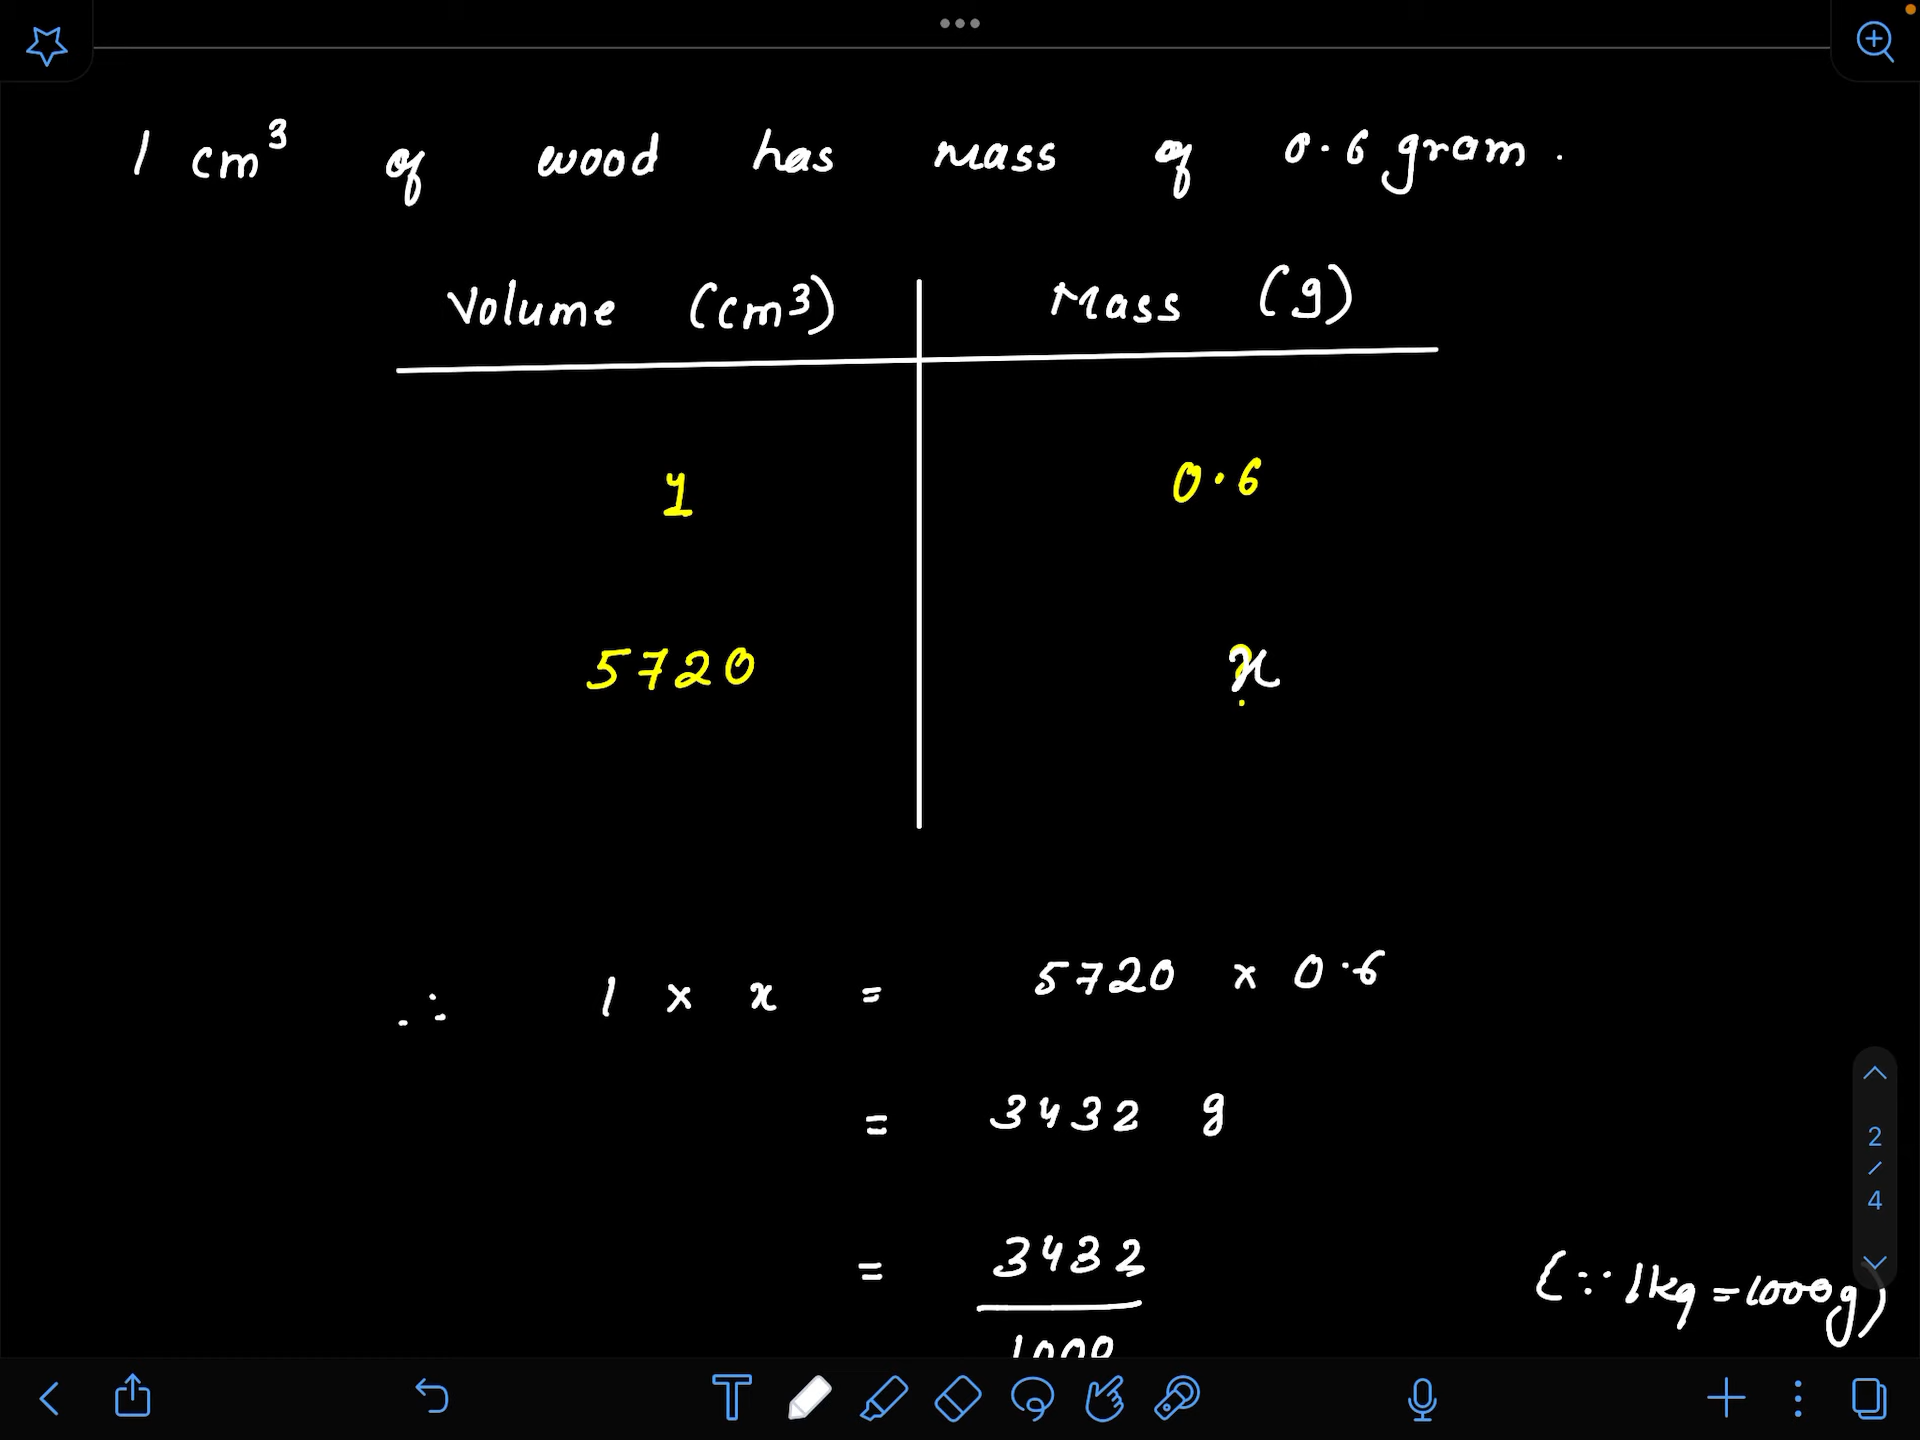 1 cm³ of wood has mass of 0.6 gram.
Volume (cm³) Mass (g)
1 0.6
5720 x
∴ 1 × x = 5720 × 0.6
= 3432 g
= 3432
1000
(∵ 1kg = 1000g)
2
/
4
T